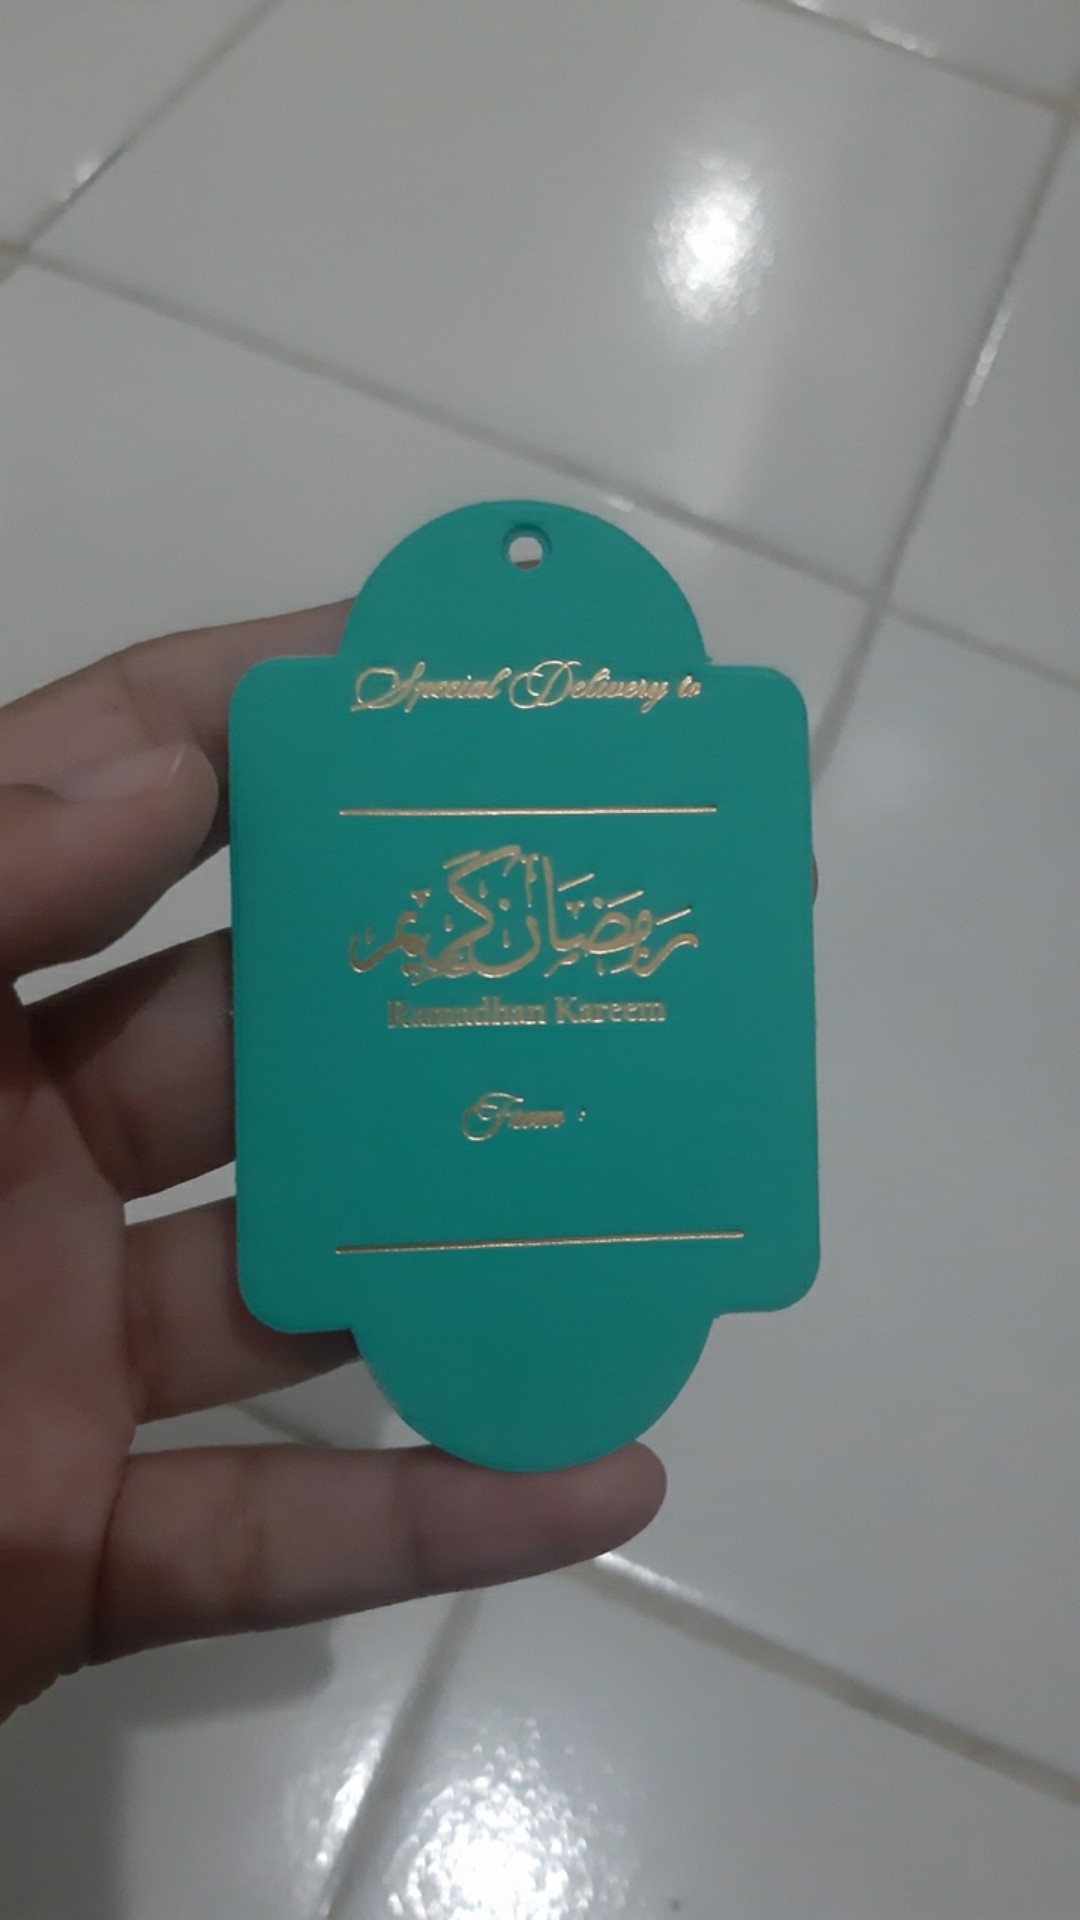 Special Delivery to
رمضان كريم
Ramadhan Kareem
From :